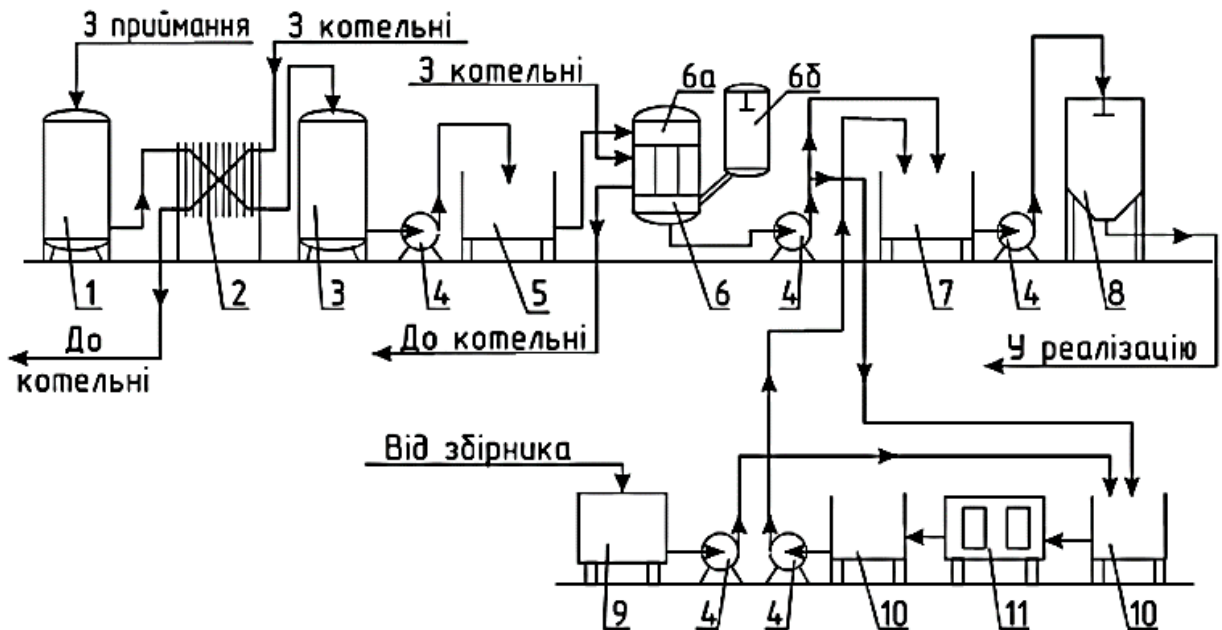 З приймання
З котельні
З котельні
6а
6б
1
2
3
4
5
6
4
7
4
8
До
котельні
До котельні
У реалізацію
Від збірника
9
4
4
10
11
10